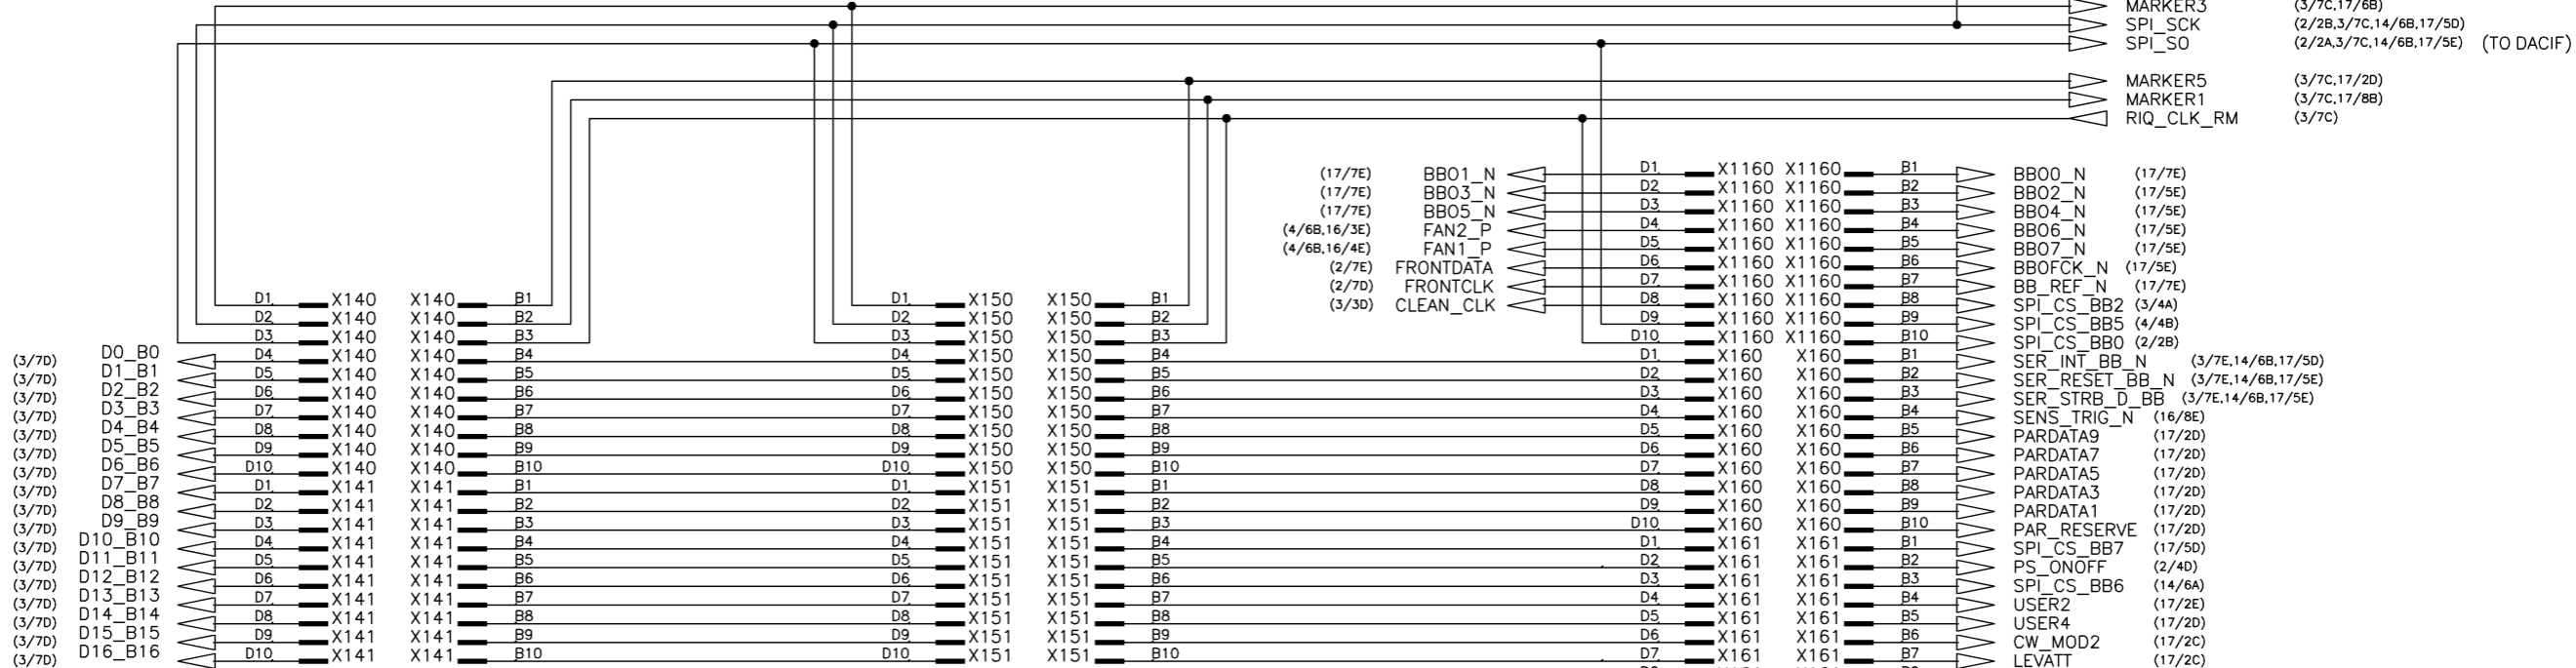 MARKER3 (3/7C,17/6B)
SPI_SCK (2/2B,3/7C,14/6B,17/5D)
SPI_SO (2/2A,3/7C,14/6B,17/5E) (TO DACIF)
MARKER5 (3/7C,17/2D)
MARKER1 (3/7C,17/8B)
RIQ_CLK_RM (3/7C)
(17/7E) BBO1_N D1 X1160 X1160 B1 BBO0_N (17/7E)
(17/7E) BBO3_N D2 X1160 X1160 B2 BBO2_N (17/5E)
(17/7E) BBO5_N D3 X1160 X1160 B3 BBO4_N (17/5E)
(4/6B,16/3E) FAN2_P D4 X1160 X1160 B4 BBO6_N (17/5E)
(4/6B,16/4E) FAN1_P D5 X1160 X1160 B5 BBO7_N (17/5E)
(2/7E) FRONTDATA D6 X1160 X1160 B6 BBOFCK_N (17/5E)
(2/7D) FRONTCLK D7 X1160 X1160 B7 BB_REF_N (17/7E)
D1 X140 X140 B1 D1 X150 X150 B1 (3/3D) CLEAN_CLK D8 X1160 X1160 B8 SPI_CS_BB2 (3/4A)
D2 X140 X140 B2 D2 X150 X150 B2 D9 X1160 X1160 B9 SPI_CS_BB5 (4/4B)
D3 X140 X140 B3 D3 X150 X150 B3 D10 X1160 X1160 B10 SPI_CS_BB0 (2/2B)
(3/7D) D0_B0 D4 X140 X140 B4 D4 X150 X150 B4 D1 X160 X160 B1 SER_INT_BB_N (3/7E,14/6B,17/5D)
(3/7D) D1_B1 D5 X140 X140 B5 D5 X150 X150 B5 D2 X160 X160 B2 SER_RESET_BB_N (3/7E,14/6B,17/5E)
(3/7D) D2_B2 D6 X140 X140 B6 D6 X150 X150 B6 D3 X160 X160 B3 SER_STRB_D_BB (3/7E,14/6B,17/5E)
(3/7D) D3_B3 D7 X140 X140 B7 D7 X150 X150 B7 D4 X160 X160 B4 SENS_TRIG_N (16/8E)
(3/7D) D4_B4 D8 X140 X140 B8 D8 X150 X150 B8 D5 X160 X160 B5 PARDATA9 (17/2D)
(3/7D) D5_B5 D9 X140 X140 B9 D9 X150 X150 B9 D6 X160 X160 B6 PARDATA7 (17/2D)
(3/7D) D6_B6 D10 X140 X140 B10 D10 X150 X150 B10 D7 X160 X160 B7 PARDATA5 (17/2D)
(3/7D) D7_B7 D1 X141 X141 B1 D1 X151 X151 B1 D8 X160 X160 B8 PARDATA3 (17/2D)
(3/7D) D8_B8 D2 X141 X141 B2 D2 X151 X151 B2 D9 X160 X160 B9 PARDATA1 (17/2D)
(3/7D) D9_B9 D3 X141 X141 B3 D3 X151 X151 B3 D10 X160 X160 B10 PAR_RESERVE (17/2D)
(3/7D) D10_B10 D4 X141 X141 B4 D4 X151 X151 B4 D1 X161 X161 B1 SPI_CS_BB7 (17/5D)
(3/7D) D11_B11 D5 X141 X141 B5 D5 X151 X151 B5 D2 X161 X161 B2 PS_ONOFF (2/4D)
(3/7D) D12_B12 D6 X141 X141 B6 D6 X151 X151 B6 D3 X161 X161 B3 SPI_CS_BB6 (14/6A)
(3/7D) D13_B13 D7 X141 X141 B7 D7 X151 X151 B7 D4 X161 X161 B4 USER2 (17/2E)
(3/7D) D14_B14 D8 X141 X141 B8 D8 X151 X151 B8 D5 X161 X161 B5 USER4 (17/2D)
(3/7D) D15_B15 D9 X141 X141 B9 D9 X151 X151 B9 D6 X161 X161 B6 CW_MOD2 (17/2C)
(3/7D) D16_B16 D10 X141 X141 B10 D10 X151 X151 B10 D7 X161 X161 B7 LEVATT (17/2C)